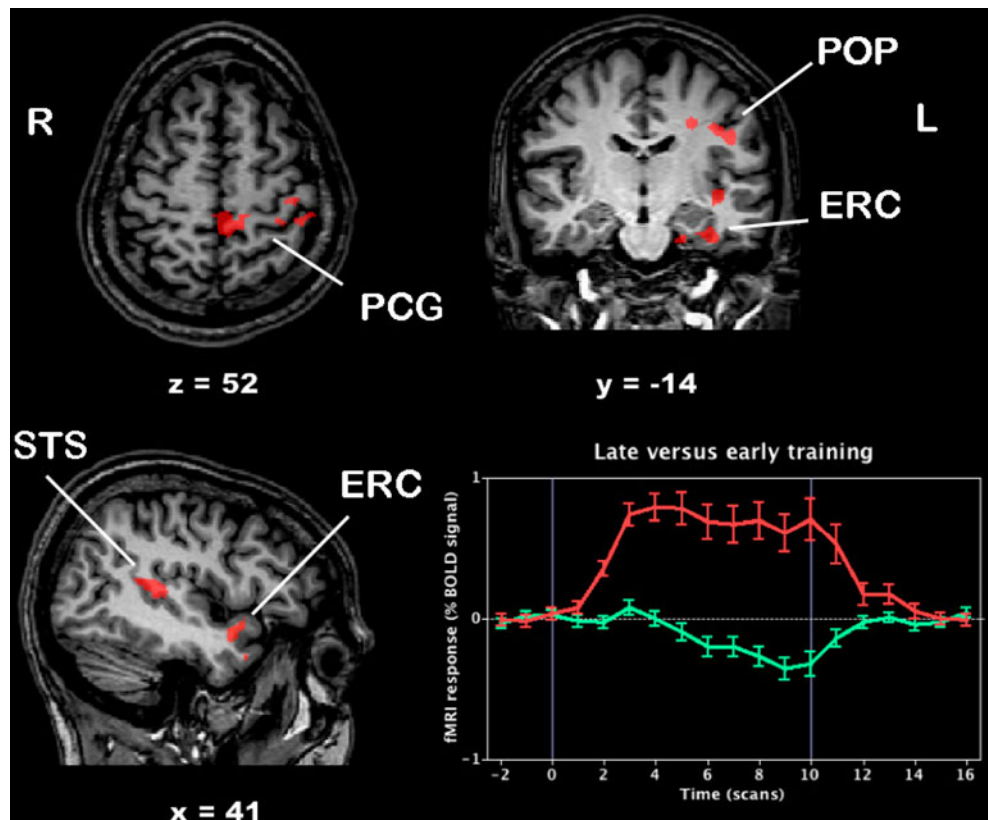 R
PCG
z = 52
POP
L
ERC
y = -14
STS
ERC
x = 41
Late versus early training
fMRI response (% BOLD signal)
1
0
-1
-2 0 2 4 6 8 10 12 14 16
Time (scans)